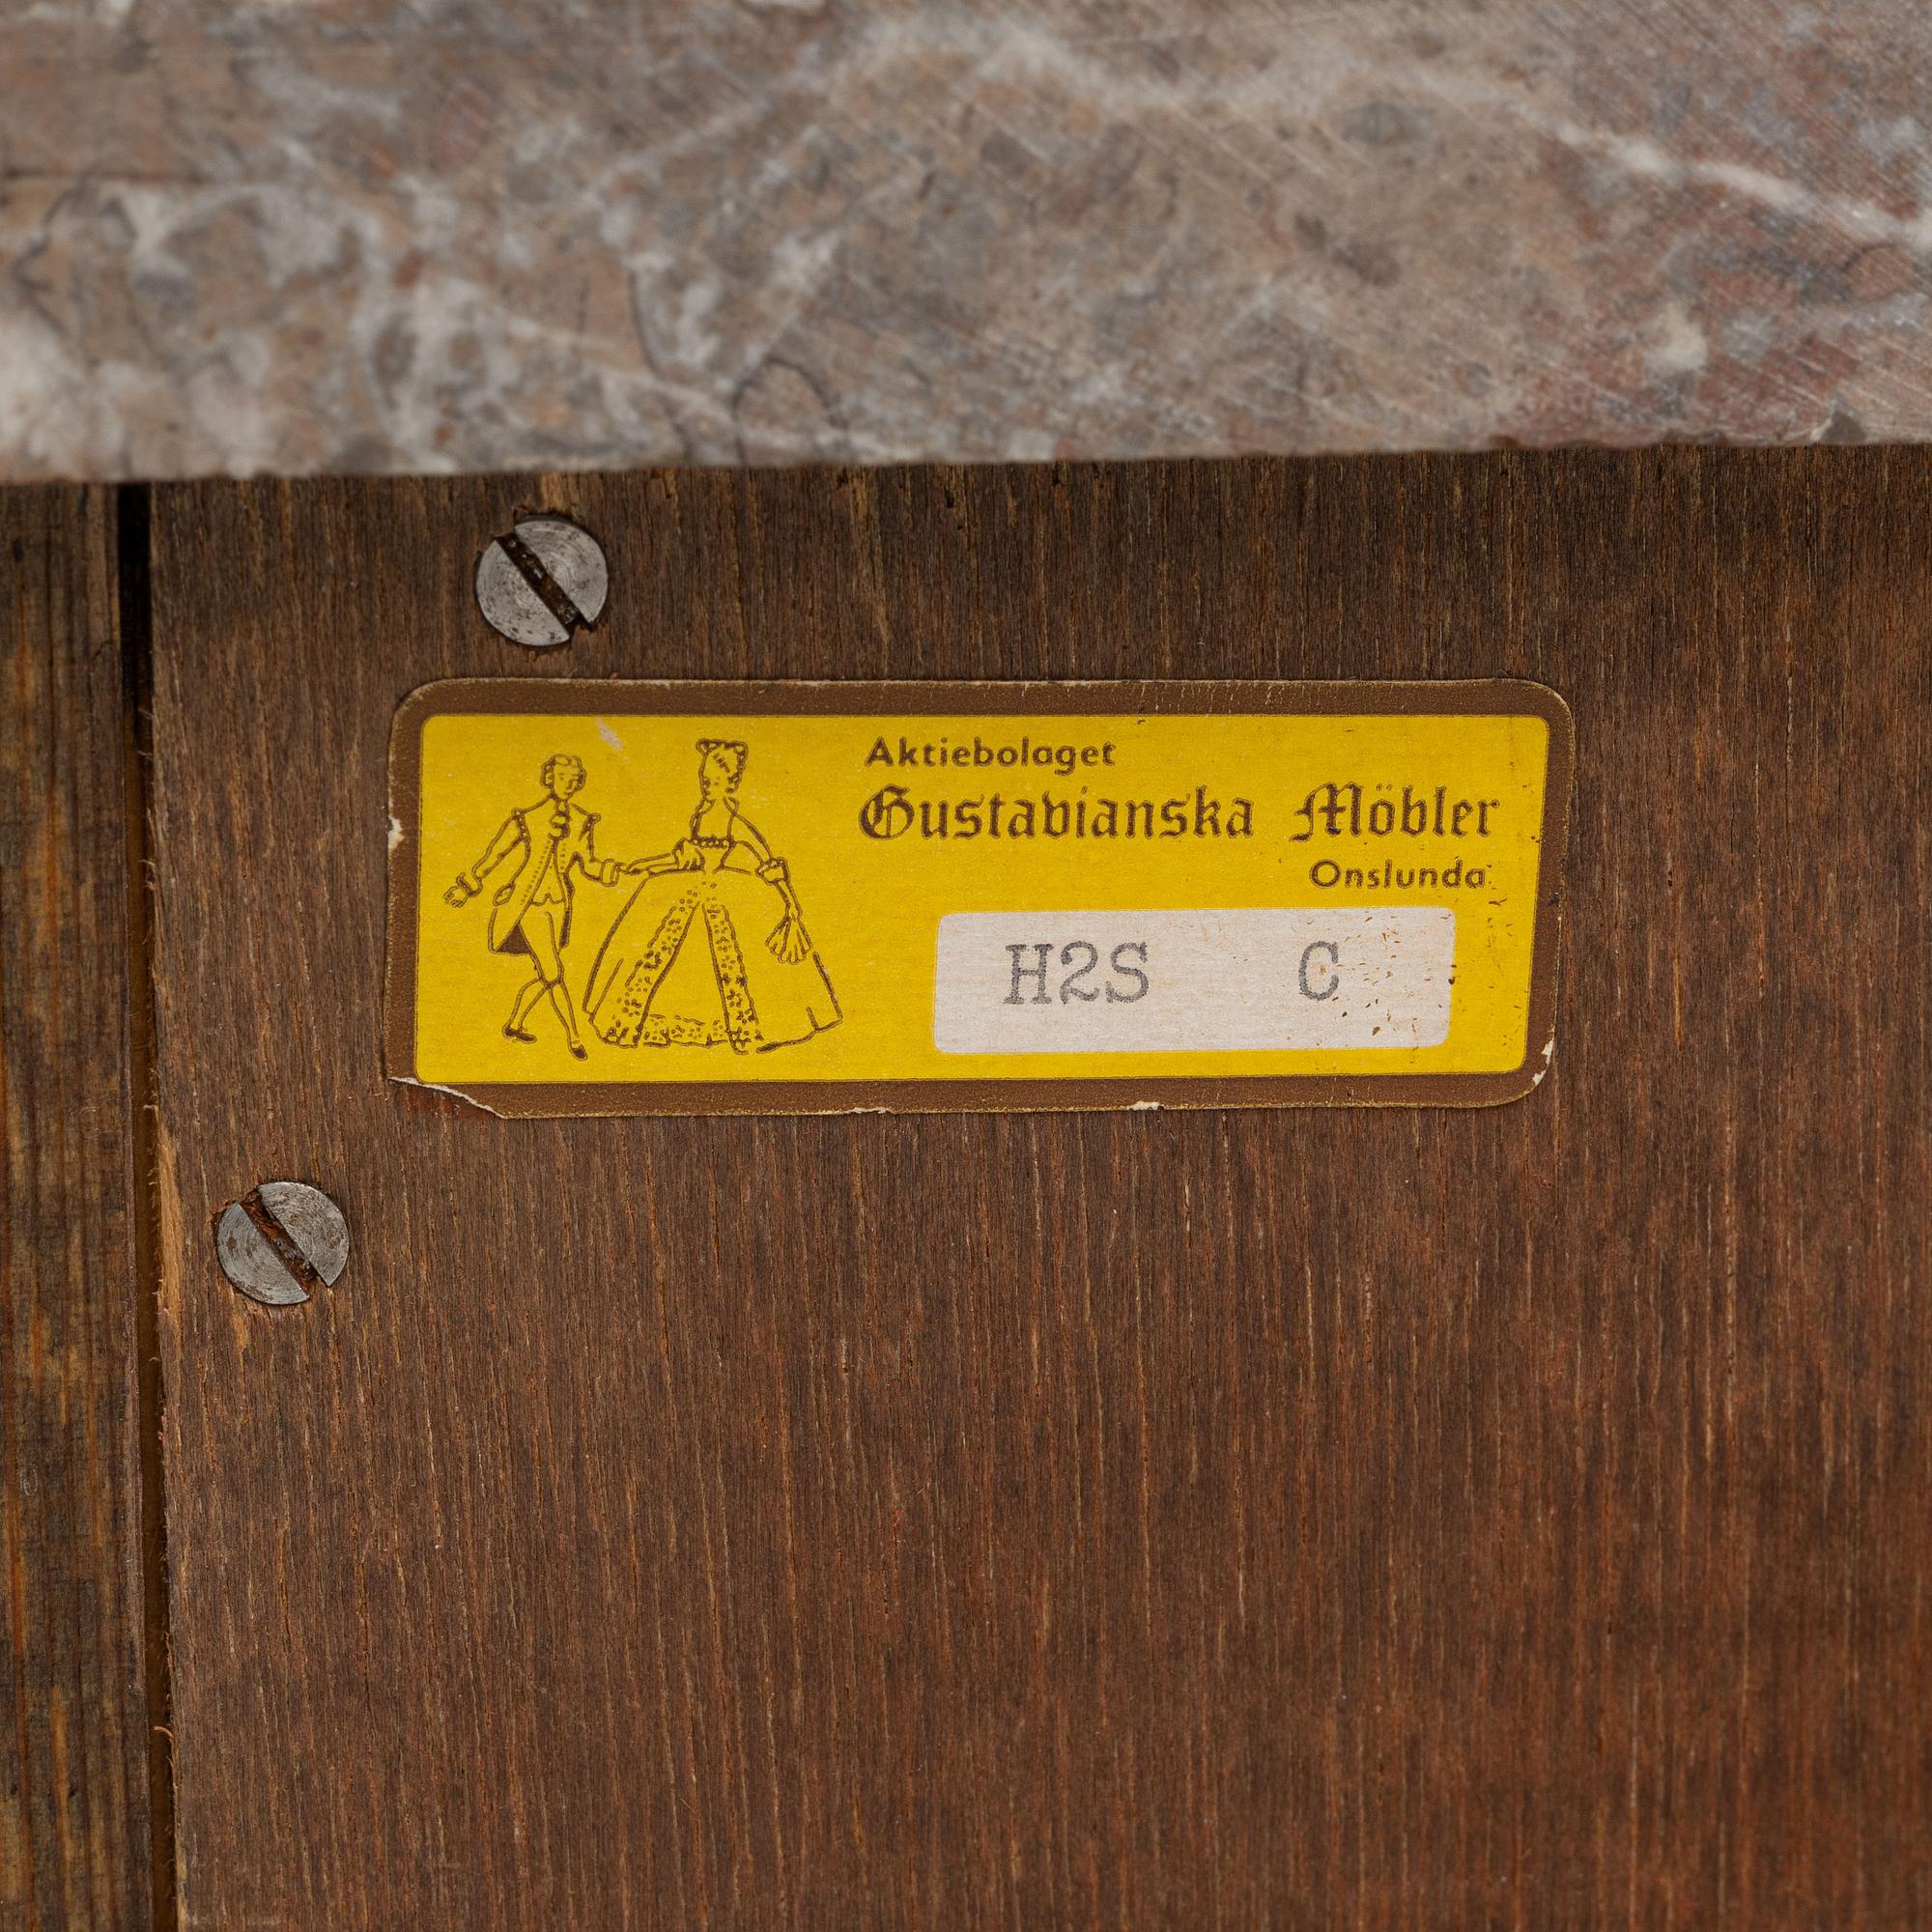 Aktiebolaget
Gustavianska Möbler
Onslunda
H2S C